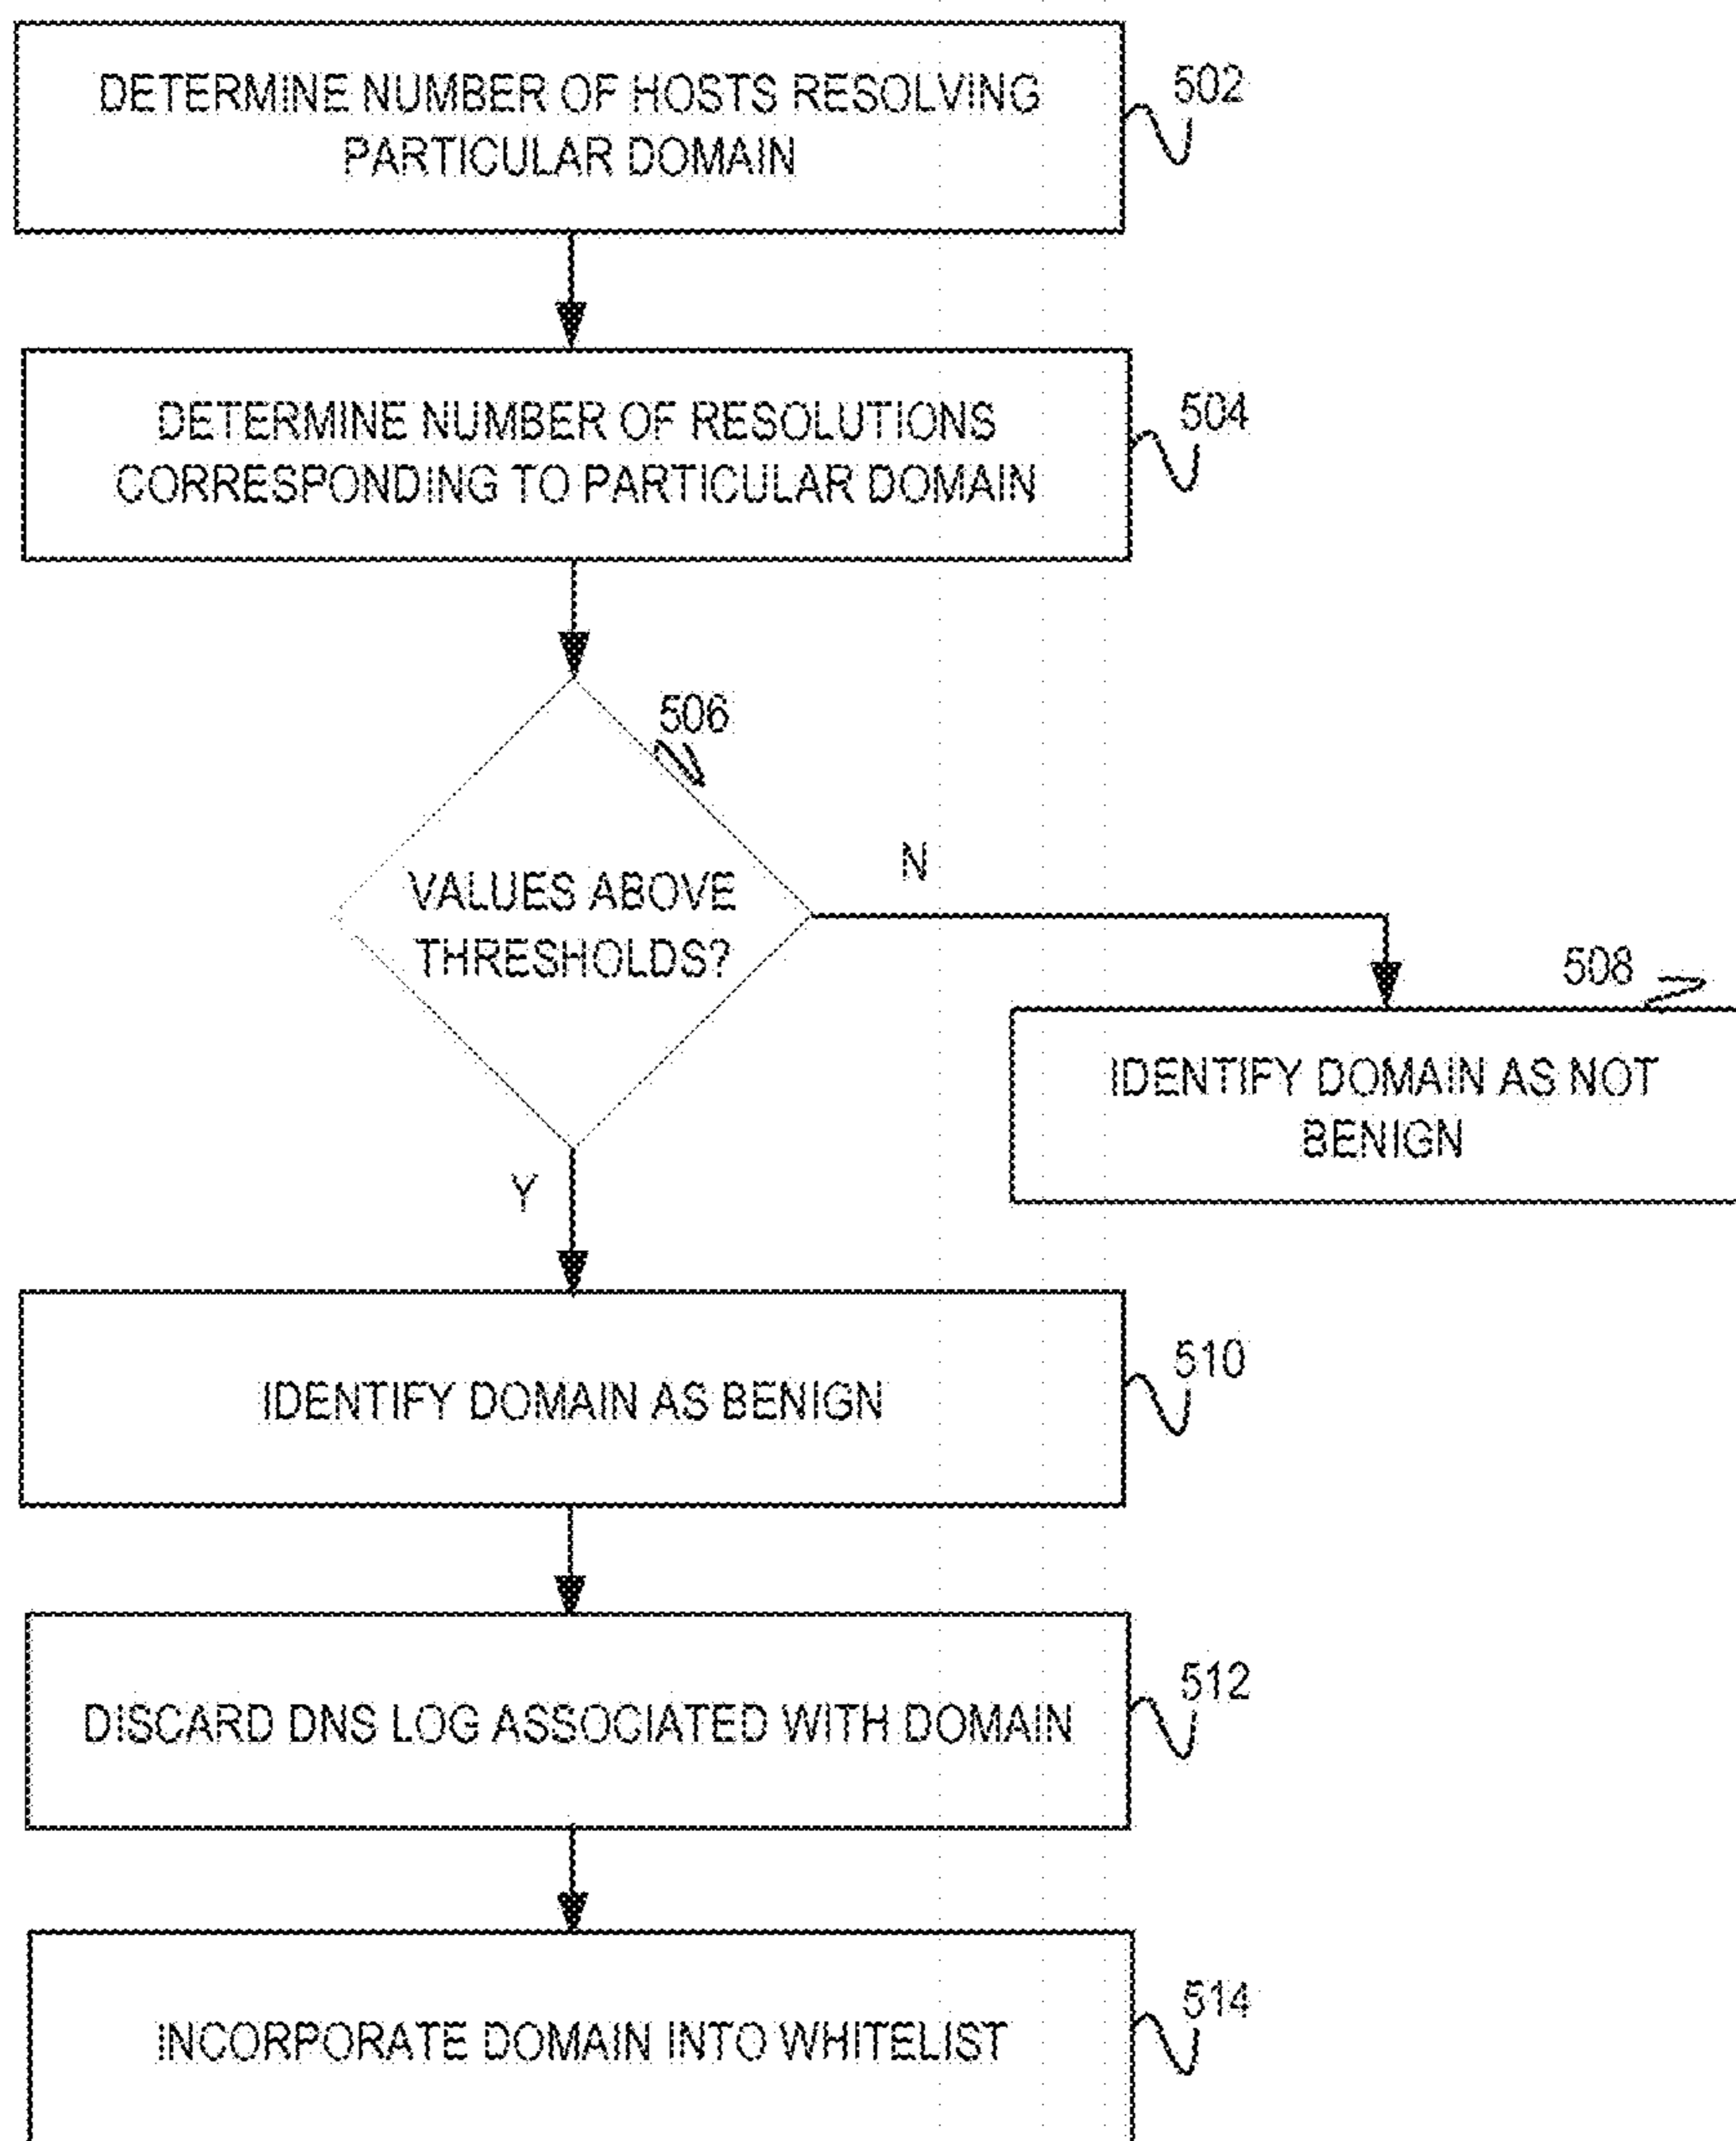 DETERMINE NUMBER OF HOSTS RESOLVING
PARTICULAR DOMAIN
502
DETERMINE NUMBER OF RESOLUTIONS
CORRESPONDING TO PARTICULAR DOMAIN
504
506
VALUES ABOVE
THRESHOLDS?
N
508
IDENTIFY DOMAIN AS NOT
BENIGN
Y
510
IDENTIFY DOMAIN AS BENIGN
512
DISCARD DNS LOG ASSOCIATED WITH DOMAIN
514
INCORPORATE DOMAIN INTO WHITELIST